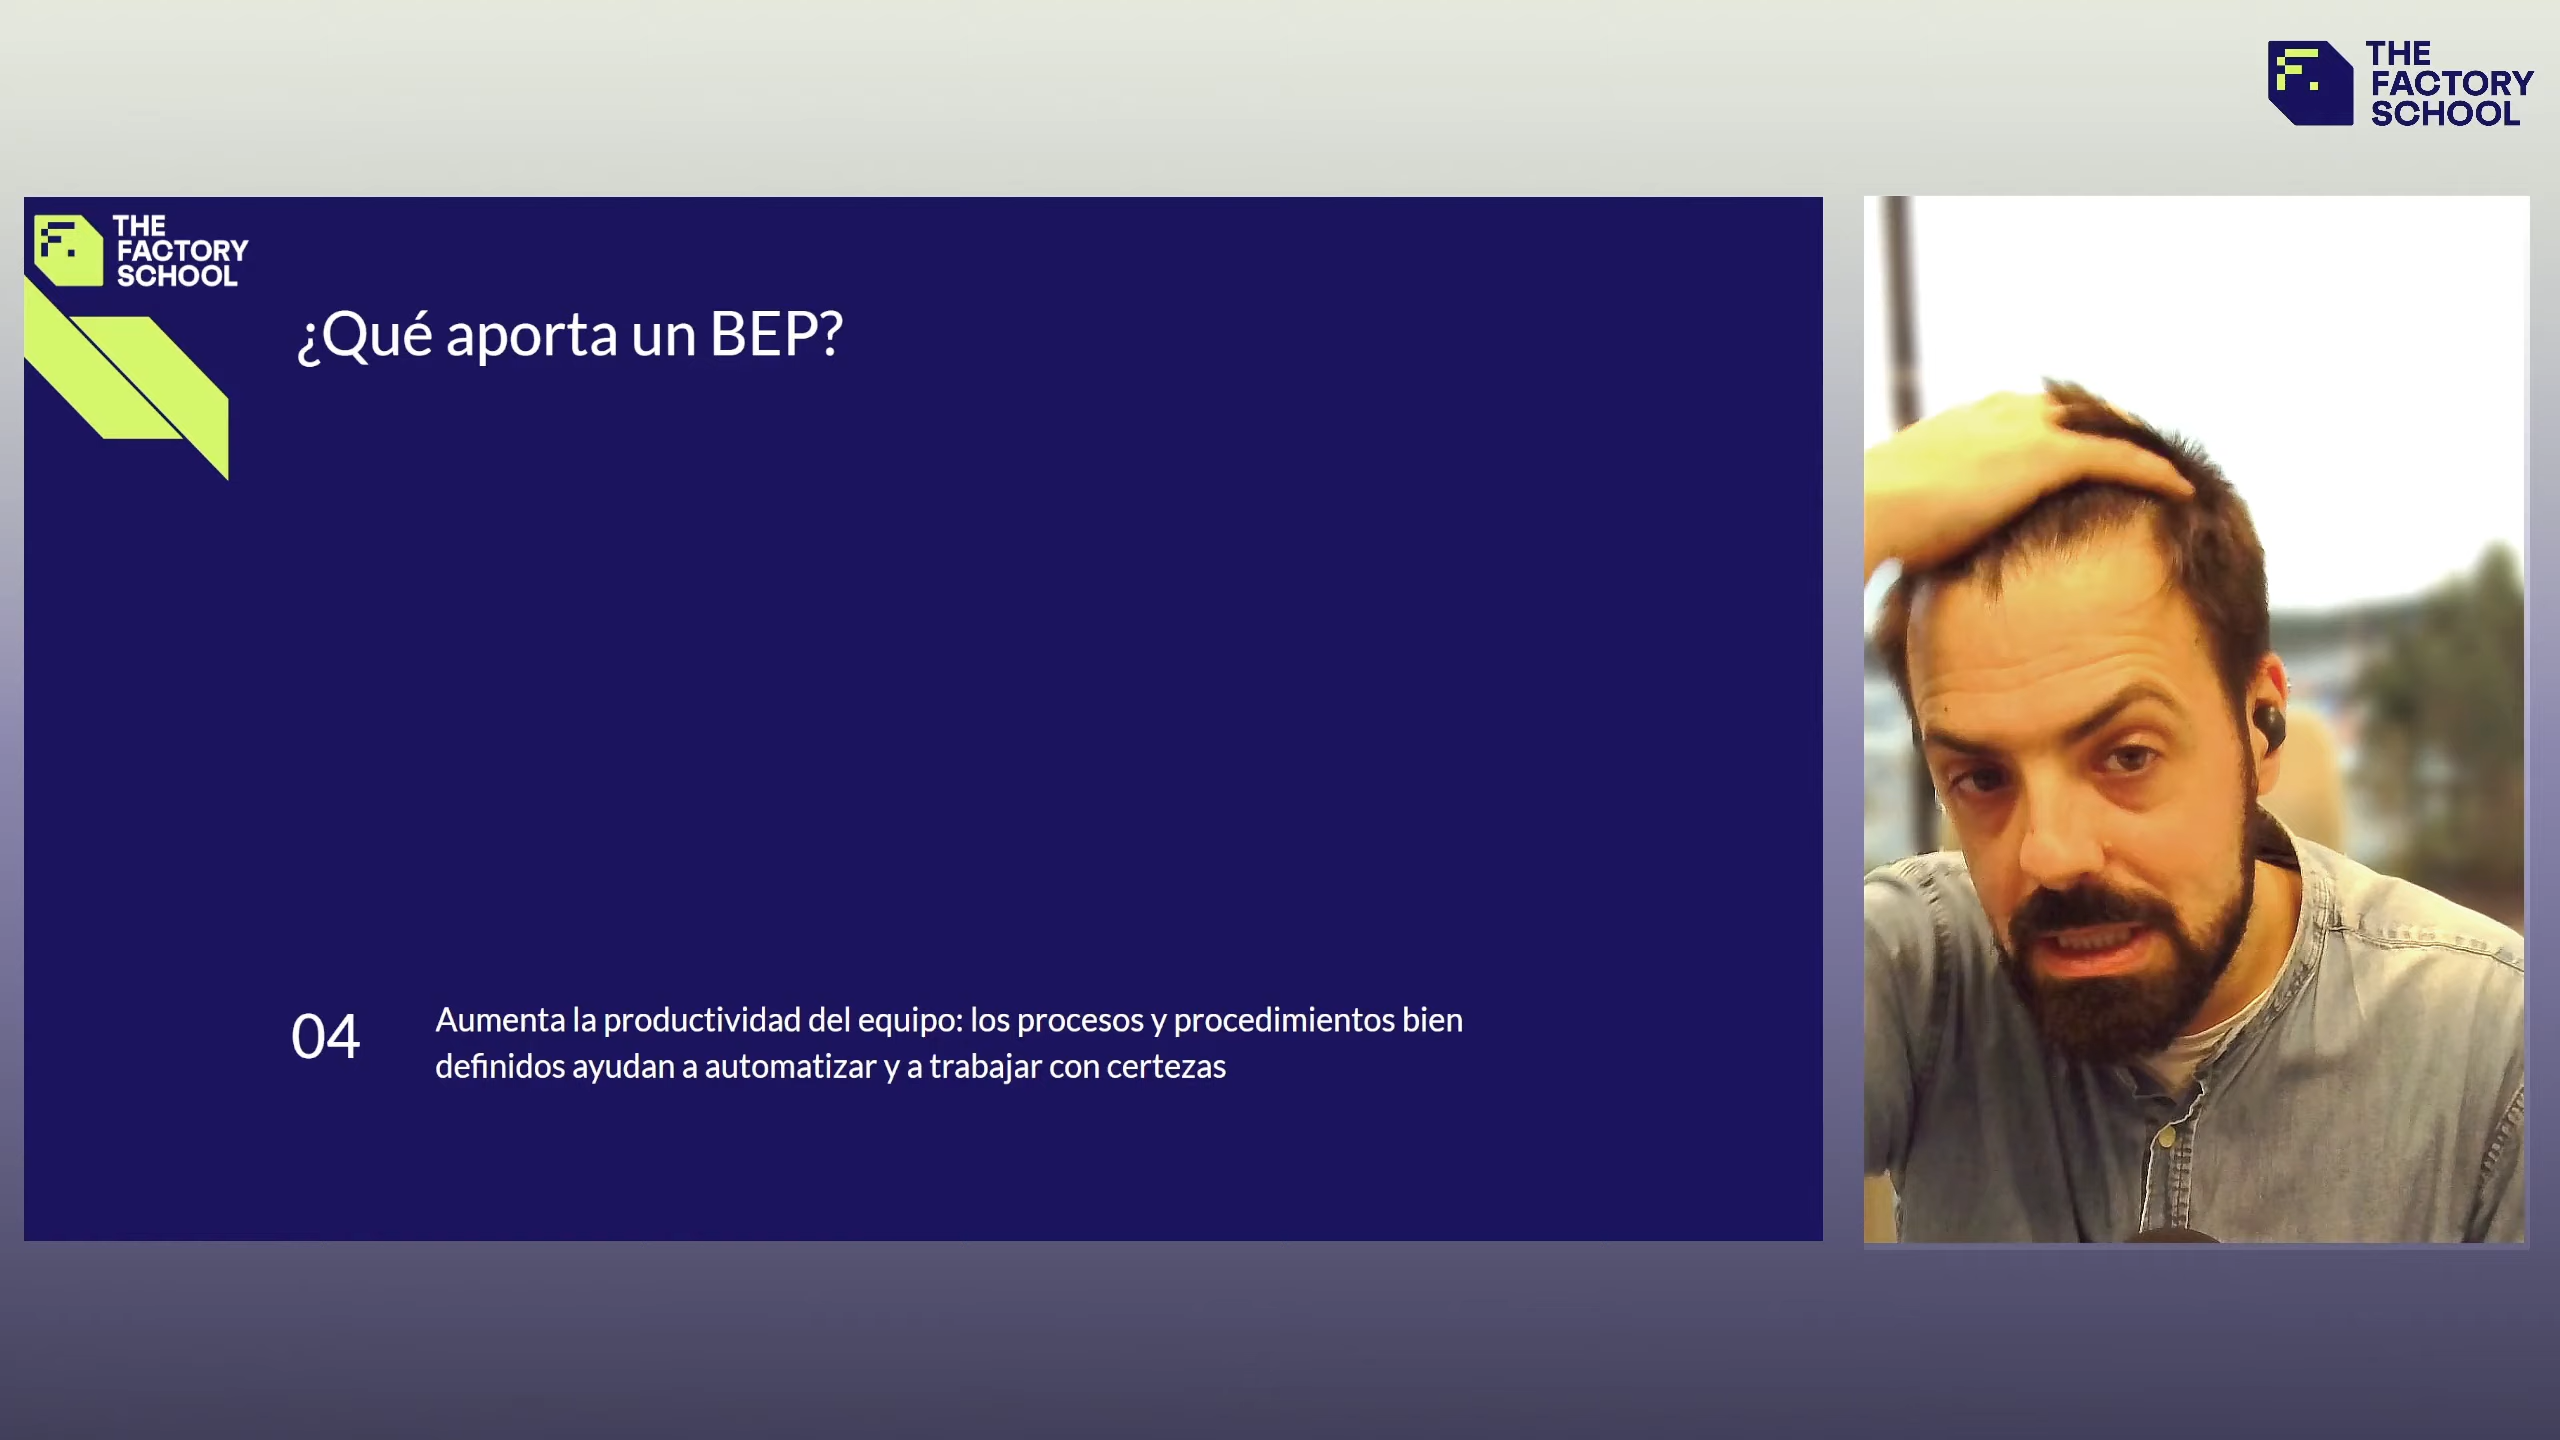 THE
FACTORY
SCHOOL
F.
THE
FACTORY
SCHOOL
F.
¿Qué aporta un BEP?
04
Aumenta la productividad del equipo: los procesos y procedimientos bien
definidos ayudan a automatizar y a trabajar con certezas